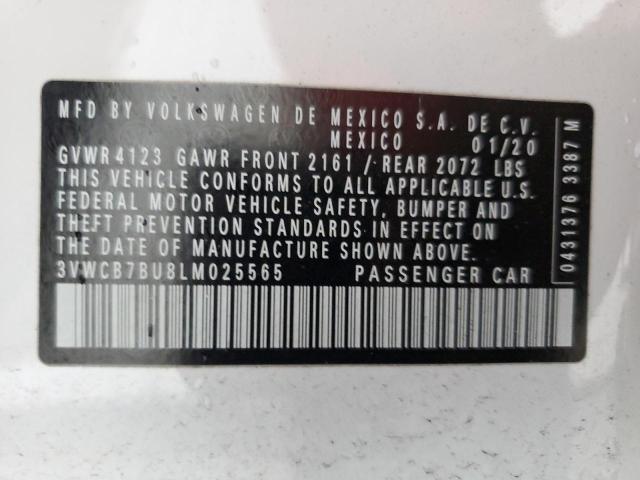 MFD BY VOLKSWAGEN DE MEXICO S.A. DE C.V.
MEXICO 01/20
GVWR 4123 GAWR FRONT 2161 / REAR 2072 LBS
THIS VEHICLE CONFORMS TO ALL APPLICABLE U.S.
FEDERAL MOTOR VEHICLE SAFETY, BUMPER AND
THEFT PREVENTION STANDARDS IN EFFECT ON
THE DATE OF MANUFACTURE SHOWN ABOVE.
3VWCB7BU8LM025565 PASSENGER CAR
0431376 3387 M